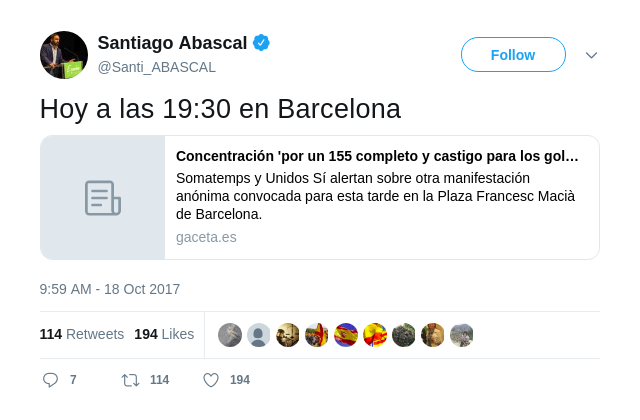 Santiago Abascal
@Santi_ABASCAL
Follow
Hoy a las 19:30 en Barcelona
Concentración 'por un 155 completo y castigo para los gol...
Somatemps y Unidos Sí alertan sobre otra manifestación
anónima convocada para esta tarde en la Plaza Francesc Macià
de Barcelona.
gaceta.es
9:59 AM - 18 Oct 2017
114 Retweets 194 Likes
7 114 194